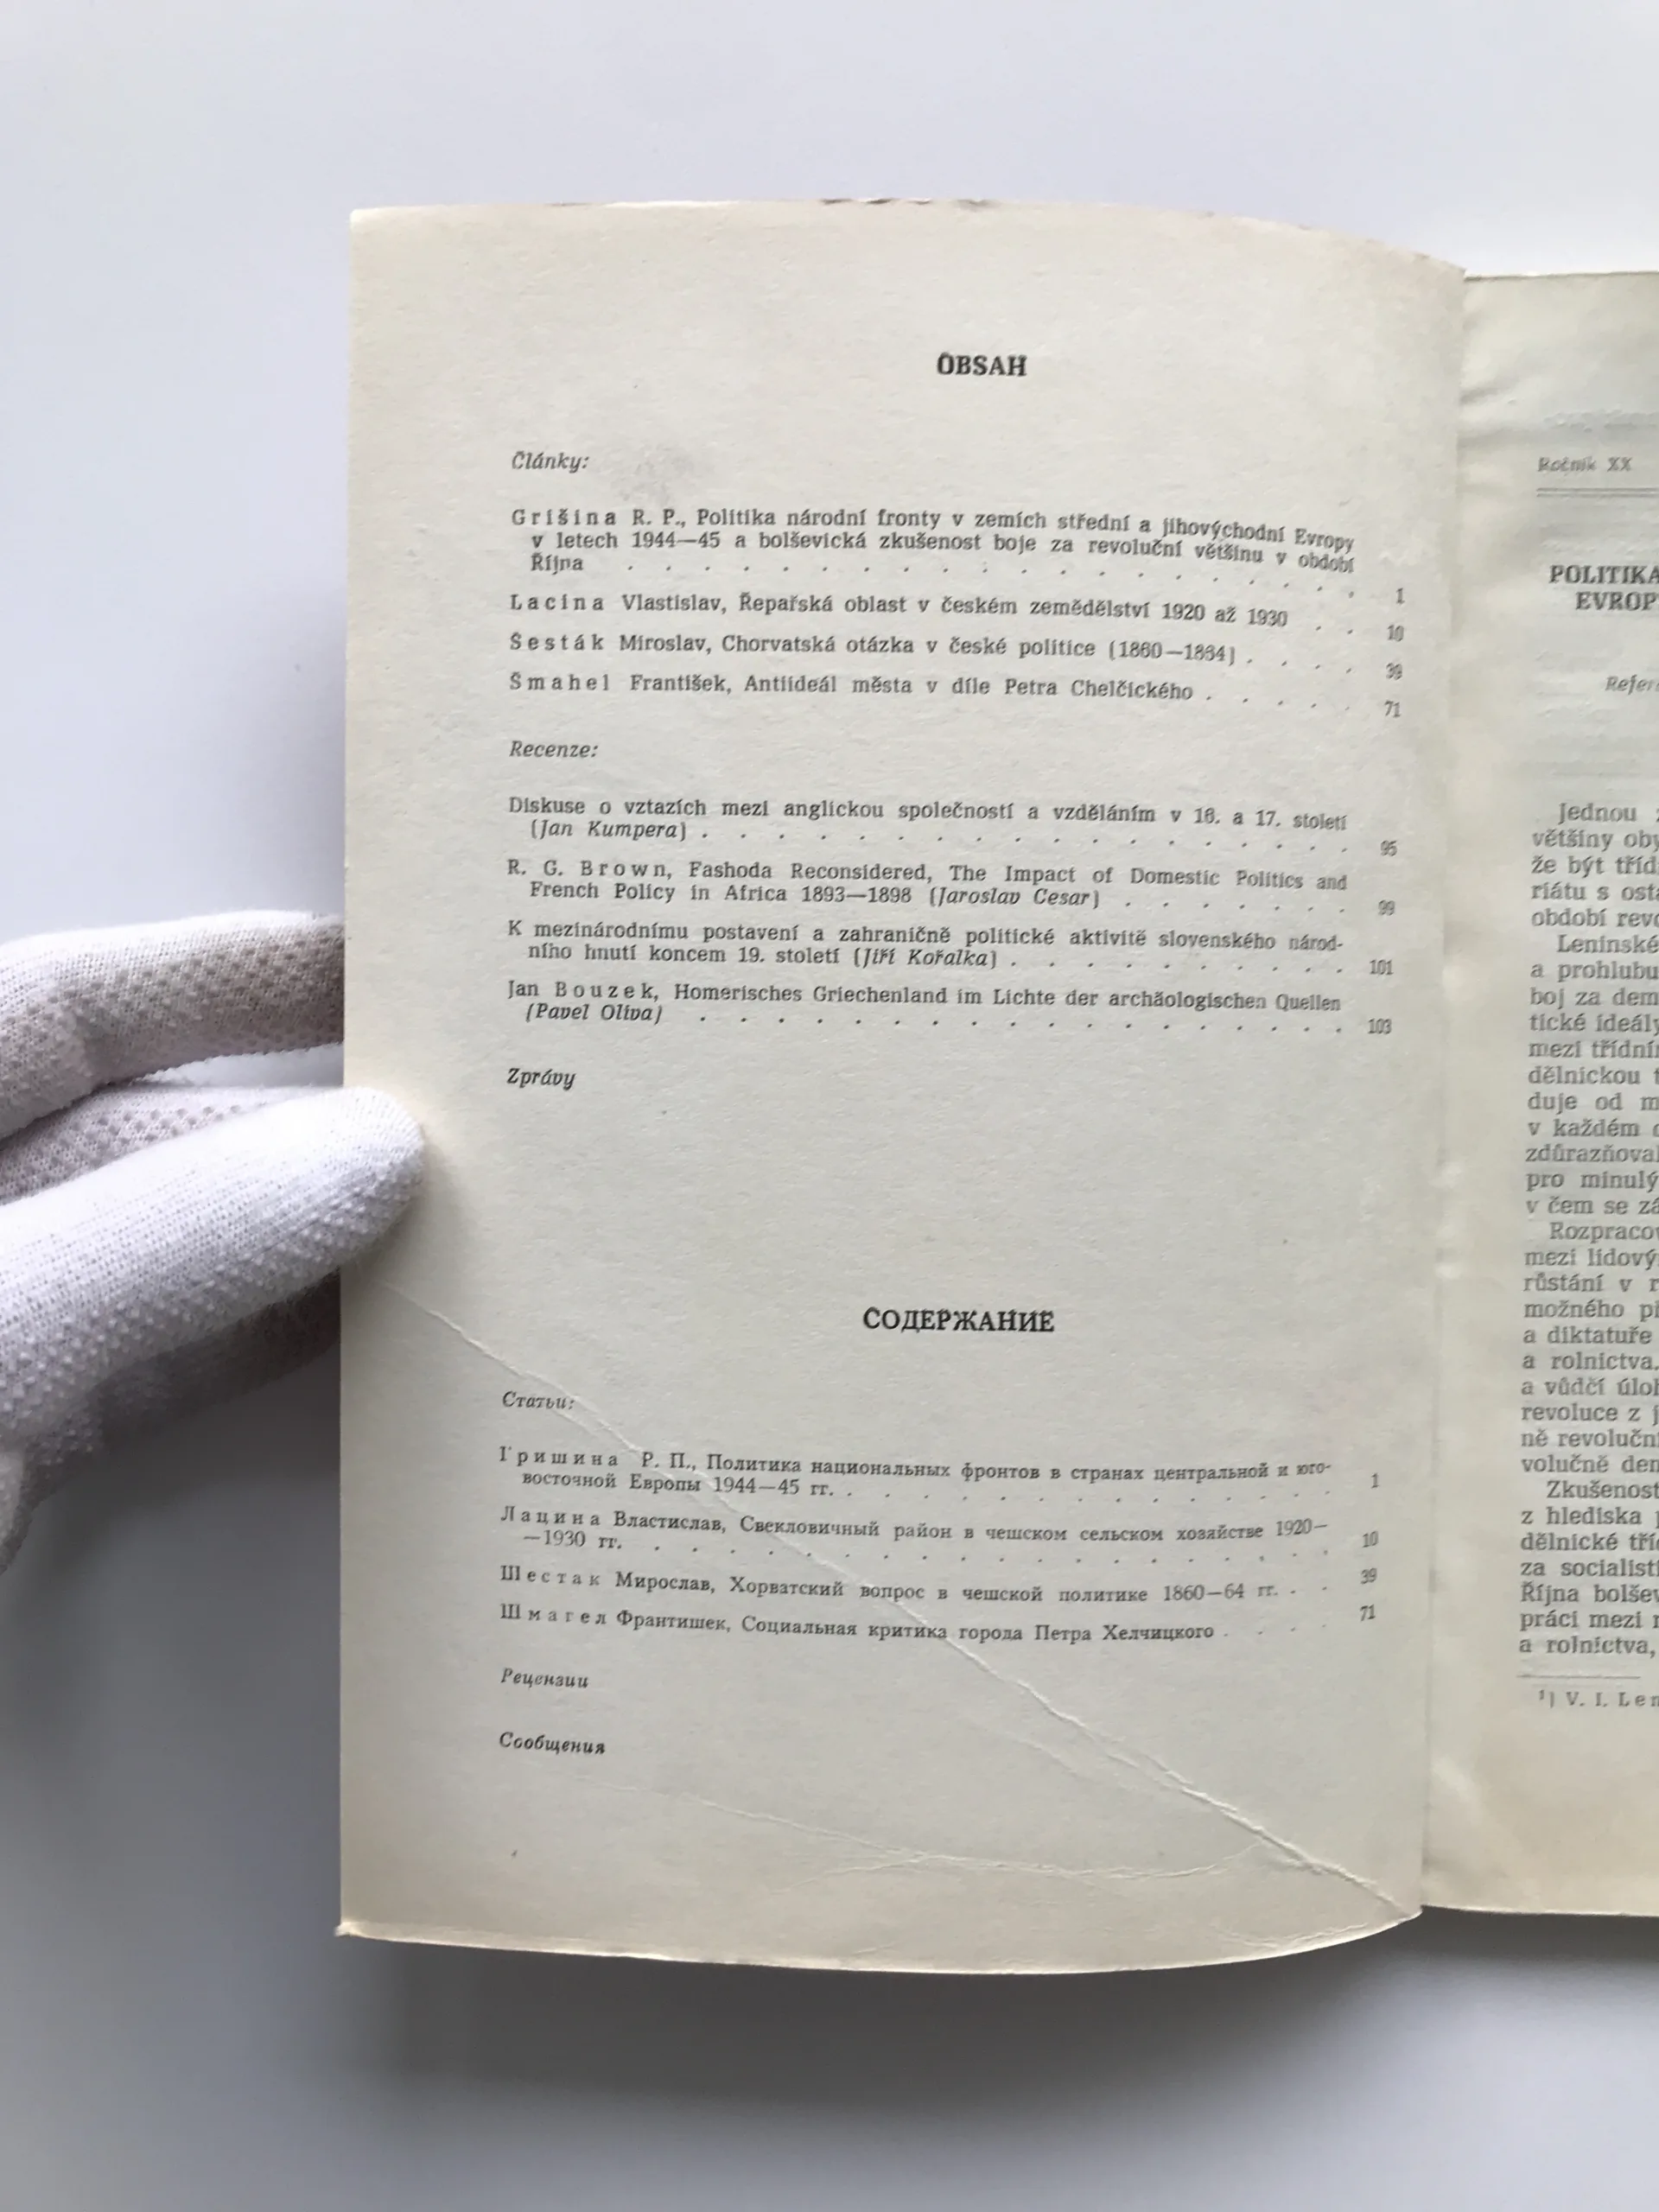 OBSAH
Články:
Grišina R. P., Politika národní fronty v zemích střední a jihovýchodní Evropy
v letech 1944—45 a bolševická zkušenost boje za revoluční většinu v období
Října . . . . . . . . . . . . . . . . . . . 1
Lacina Vlastislav, Řepařská oblast v českém zemědělství 1920 až 1930 . . 10
Šesták Miroslav, Chorvatská otázka v české politice (1860—1864) . . . . 39
Šmahel František, Antiideál města v díle Petra Chelčického . . . . . 71
Recenze:
Diskuse o vztazích mezi anglickou společností a vzděláním v 16. a 17. století
(Jan Kumpera) . . . . . . . . . . . . . . . . . 95
R. G. Brown, Fashoda Reconsidered, The Impact of Domestic Politics and
French Policy in Africa 1893—1898 (Jaroslav Cesar) . . . . . . . 99
K mezinárodnímu postavení a zahraničně politické aktivitě slovenského národ-
ního hnutí koncem 19. století (Jiří Kořalka) . . . . . . . . . 101
Jan Bouzek, Homerisches Griechenland im Lichte der archäologischen Quellen
(Pavel Oliva) . . . . . . . . . . . . . . . . . 103
Zprávy
СОДЕРЖАНИЕ
Статьи:
Гришина Р. П., Политика национальных фронтов в странах центральной и юго-
восточной Европы 1944—45 гг. . . . . . . . . . . . . . 1
Лацина Властислав, Свекловичный район в чешском сельском хозяйстве 1920—
—1930 гг. . . . . . . . . . . . . . . . . . . 10
Шестак Мирослав, Хорватский вопрос в чешской политике 1860—64 гг. . . 39
Шмагел Франтишек, Социальная критика города Петра Хелчицкого . . . . 71
Рецензии
Сообщения
Ročník XX
POLITIKA
EVROP
Refer
Jednou
většiny oby
že být tříd
riátu s osta
období revo
Leninské
a prohlubu
boj za dem
tické ideály
mezi třídní
dělnickou t
duje od m
v každém
zdůrazňoval
pro minulý
v čem se zá
Rozpracov
mezi lidový
růstání v r
možného př
a diktatuře
a rolnictva.
a vůdčí úloh
revoluce z j
ně revoluční
volučně dem
Zkušenost
z hlediska p
dělnické tří
za socialisti
Října bolšev
práci mezi r
a rolnictva,
¹) V. I. Len